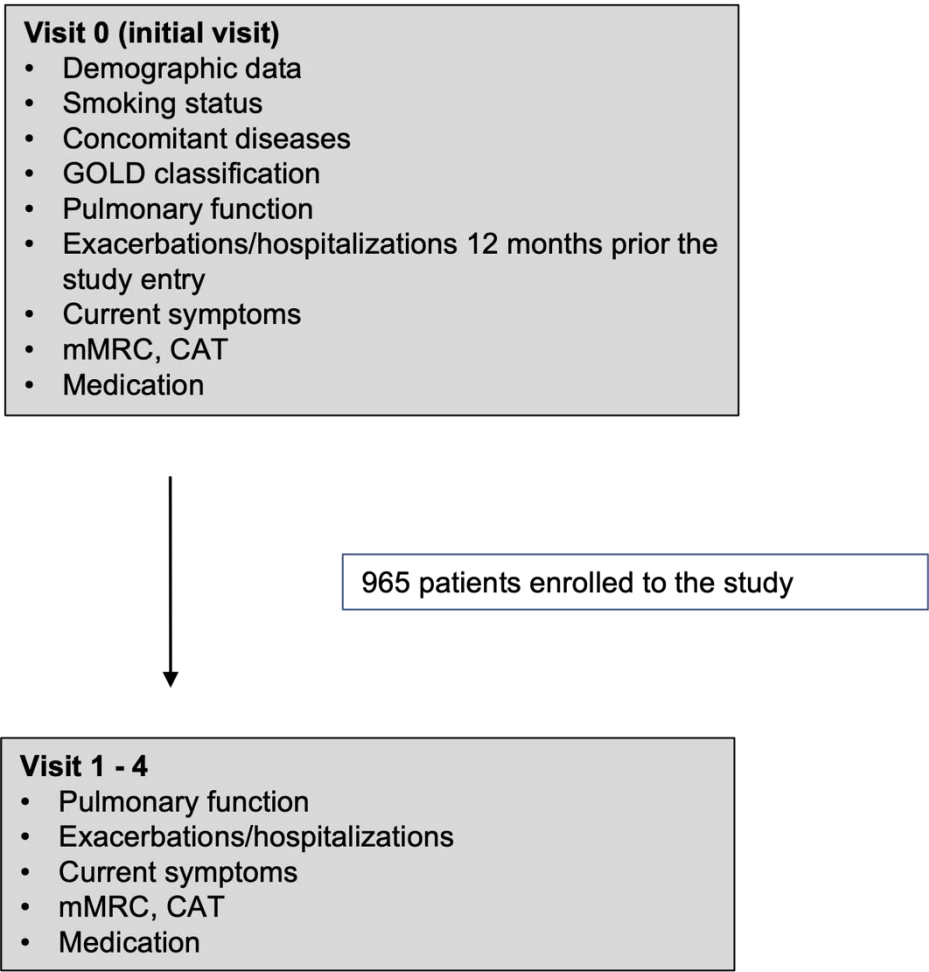 Visit 0 (initial visit)
• Demographic data
• Smoking status
• Concomitant diseases
• GOLD classification
• Pulmonary function
• Exacerbations/hospitalizations 12 months prior the
study entry
• Current symptoms
• mMRC, CAT
• Medication
965 patients enrolled to the study
Visit 1 - 4
• Pulmonary function
• Exacerbations/hospitalizations
• Current symptoms
• mMRC, CAT
• Medication